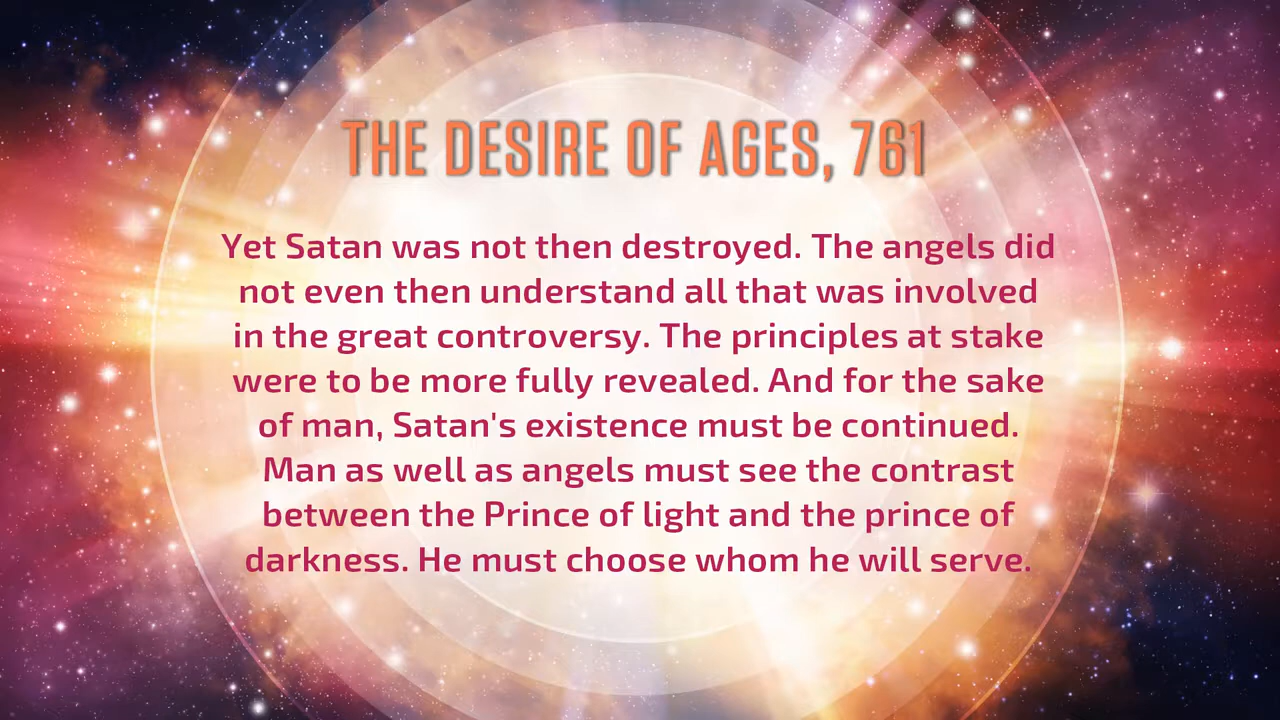 THE DESIRE OF AGES, 761
Yet Satan was not then destroyed. The angels did
not even then understand all that was involved
in the great controversy. The principles at stake
were to be more fully revealed. And for the sake
of man, Satan's existence must be continued.
Man as well as angels must see the contrast
between the Prince of light and the prince of
darkness. He must choose whom he will serve.